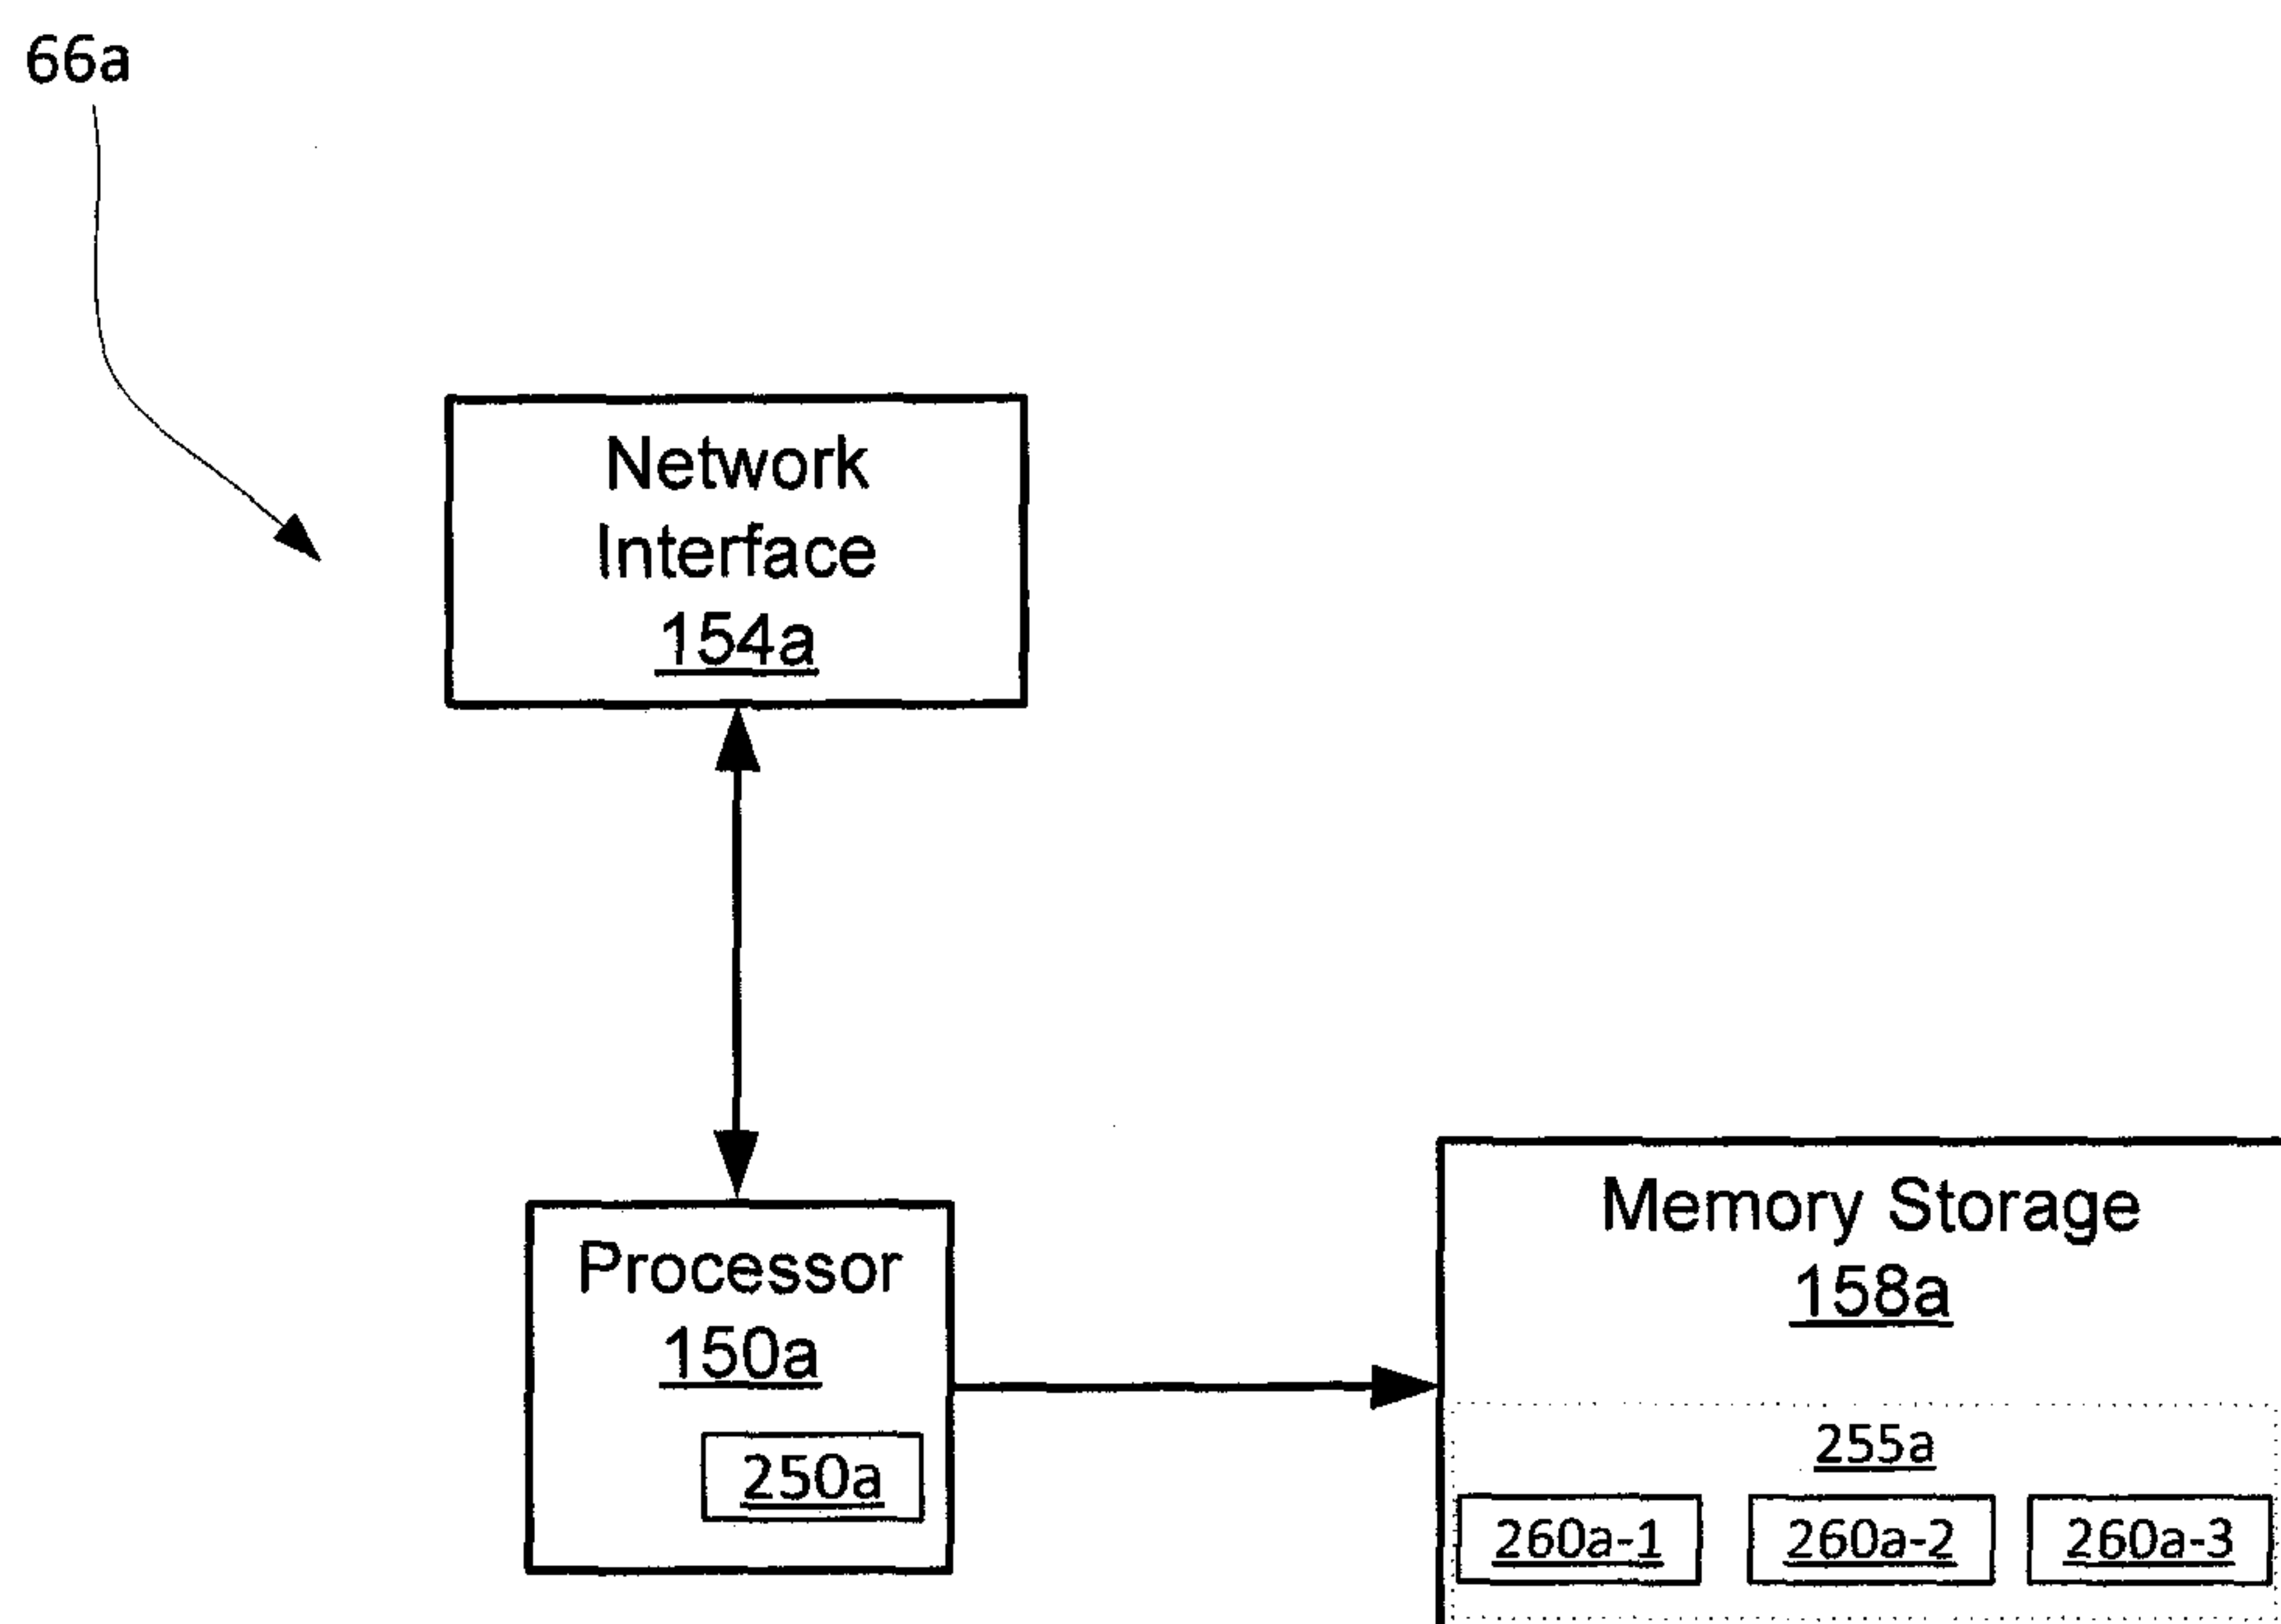 66a
Network
Interface
154a
Processor
150a
250a
Memory Storage
158a
255a
260a-1 260a-2 260a-3